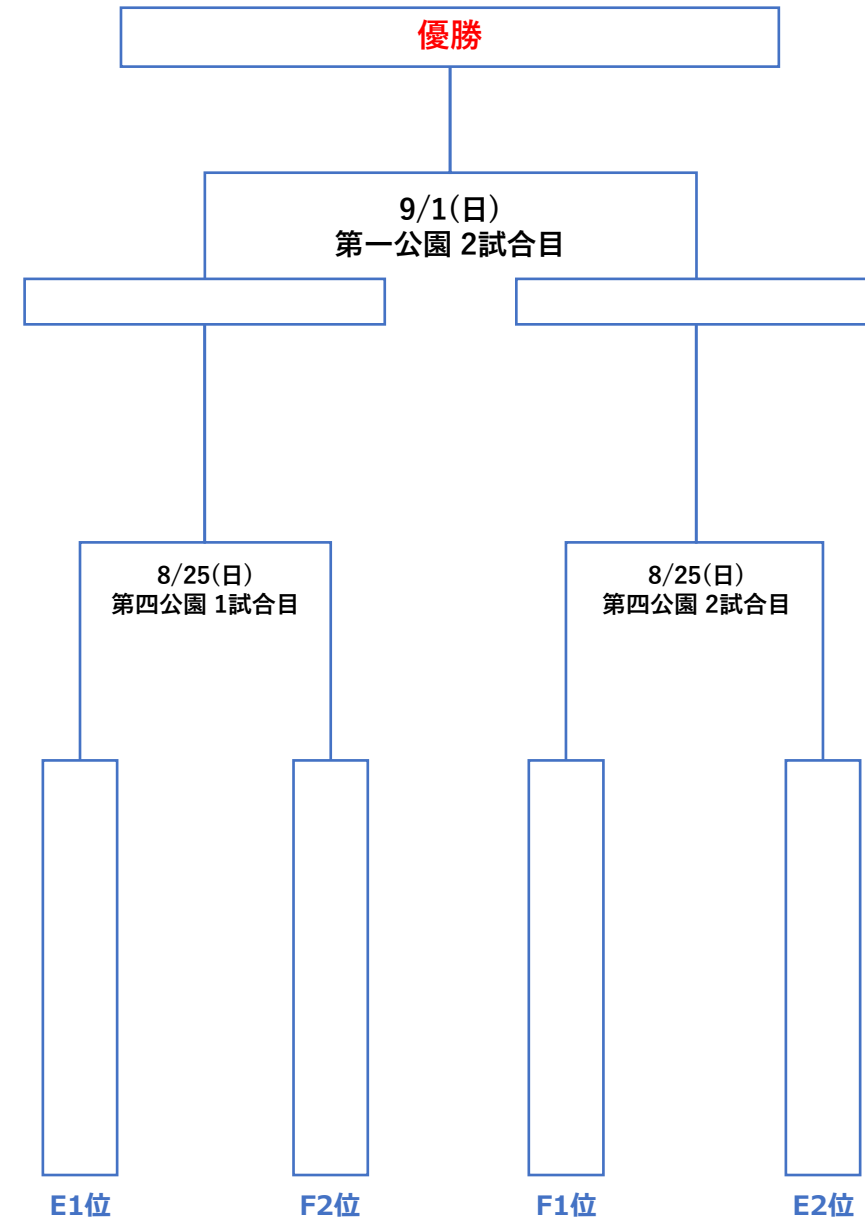 優勝
9/1(日)
第一公園 2試合目
8/25(日)
第四公園 1試合目
8/25(日)
第四公園 2試合目
E1位
F2位
F1位
E2位